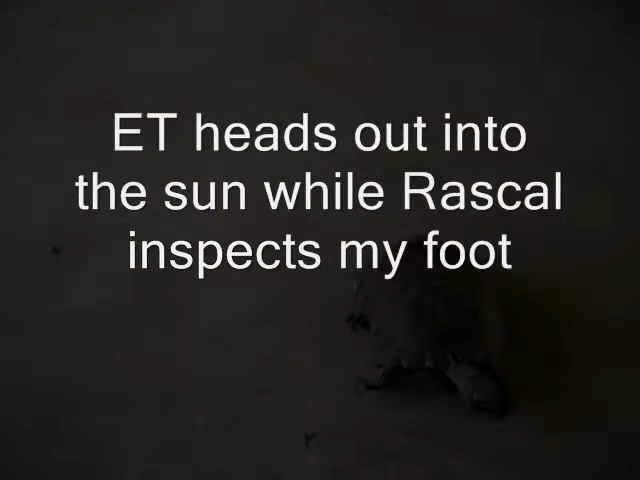 ET heads out into
the sun while Rascal
inspects my foot